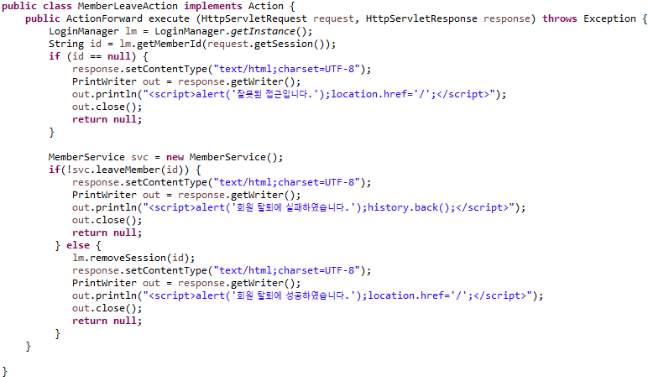 public class MemberLeaveAction implements Action {
public ActionForward execute (HttpServletRequest request, HttpServletResponse response) throws Exception {
LoginManager lm = LoginManager.getInstance();
String id = lm.getMemberId(request.getSession());
if (id == null) {
response.setContentType("text/html;charset=UTF-8");
PrintWriter out = response.getWriter();
out.println("<script>alert('잘못된 접근입니다.');location.href='/';</script>");
out.close();
return null;
}
MemberService svc = new MemberService();
if(!svc.leaveMember(id)) {
response.setContentType("text/html;charset=UTF-8");
PrintWriter out = response.getWriter();
out.println("<script>alert('회원 탈퇴에 실패하였습니다.');history.back();</script>");
out.close();
return null;
} else {
lm.removeSession(id);
response.setContentType("text/html;charset=UTF-8");
PrintWriter out = response.getWriter();
out.println("<script>alert('회원 탈퇴에 성공하였습니다.');location.href='/';</script>");
out.close();
return null;
}
}
}